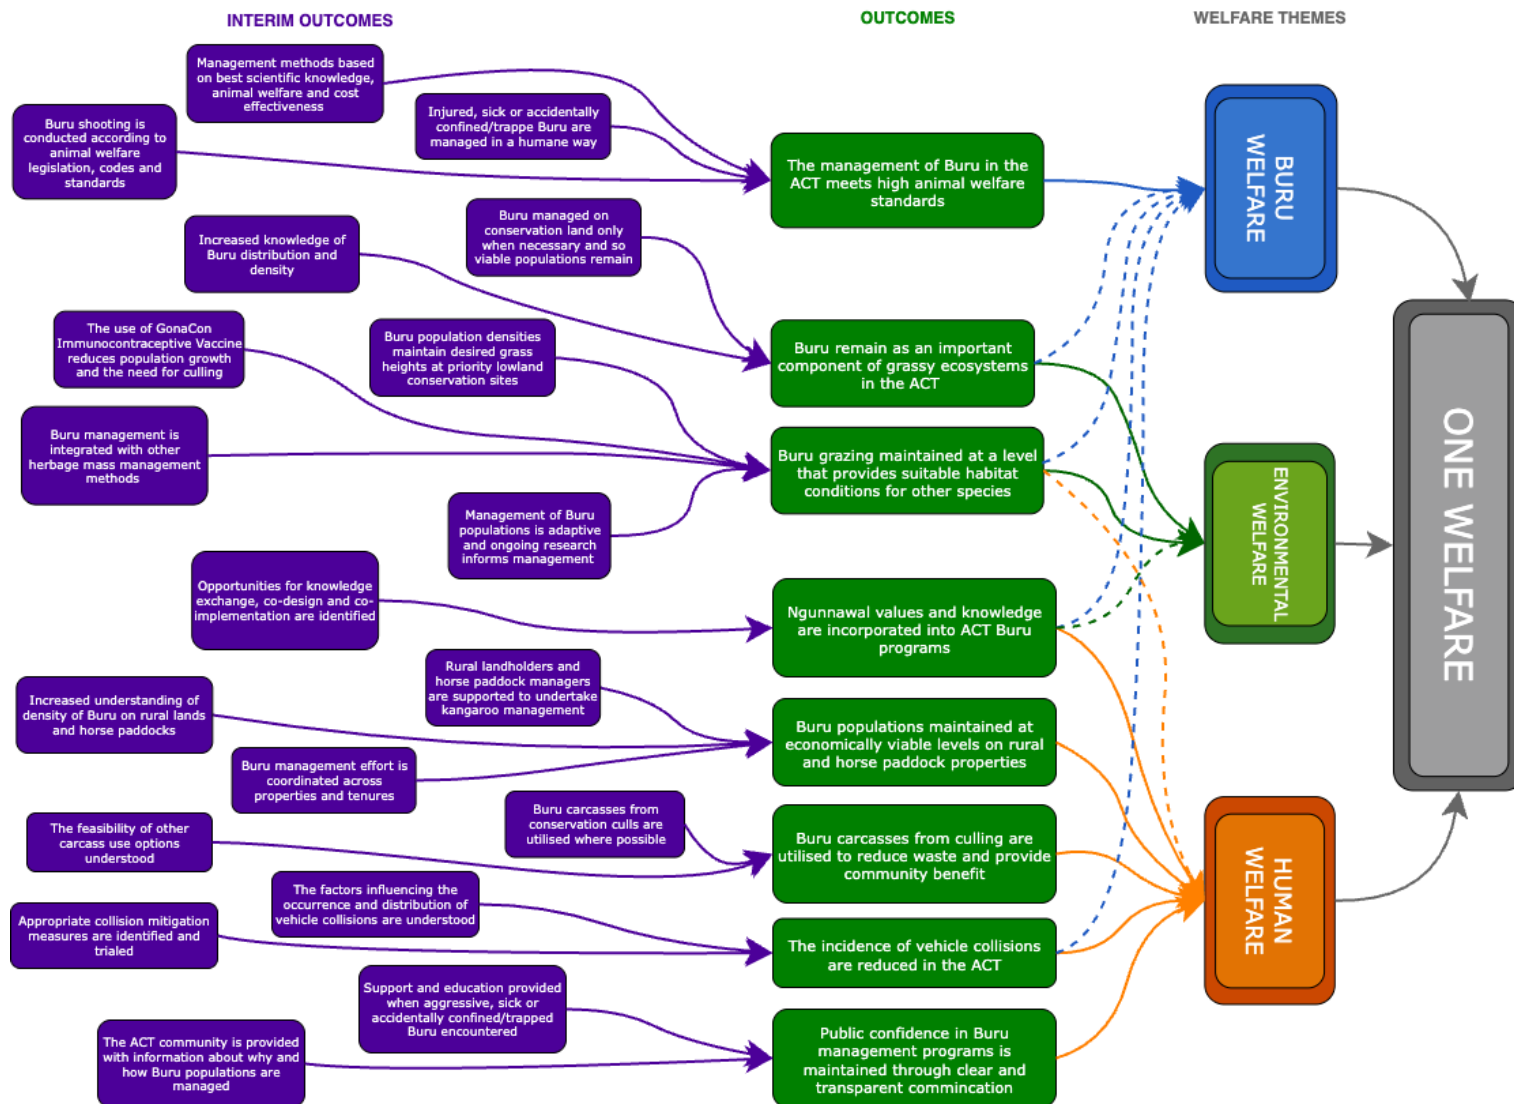 INTERIM OUTCOMES
OUTCOMES
WELFARE THEMES
Management methods based
on best scientific knowledge,
animal welfare and cost
effectiveness
Injured, sick or accidentally
confined/trappe Buru are
managed in a humane way
Buru shooting is
conducted according to
animal welfare
legislation, codes and
standards
The management of Buru in the
ACT meets high animal welfare
standards
Buru managed on
conservation land only
when necessary and so
viable populations remain
Increased knowledge of
Buru distribution and
density
Buru remain as an important
component of grassy ecosystems
in the ACT
The use of GonaCon
Immunocontraceptive Vaccine
reduces population growth
and the need for culling
Buru population densities
maintain desired grass
heights at priority lowland
conservation sites
Buru management is
integrated with other
herbage mass management
methods
Management of Buru
populations is adaptive
and ongoing research
informs management
Buru grazing maintained at a level
that provides suitable habitat
conditions for other species
Opportunities for knowledge
exchange, co-design and co-
implementation are identified
Ngunnawal values and knowledge
are incorporated into ACT Buru
programs
Rural landholders and
horse paddock managers
are supported to undertake
kangaroo management
Increased understanding of
density of Buru on rural lands
and horse paddocks
Buru management effort is
coordinated across
properties and tenures
Buru populations maintained at
economically viable levels on rural
and horse paddock properties
Buru carcasses from
conservation culls are
utilised where possible
The feasibility of other
carcass use options
understood
Buru carcasses from culling are
utilised to reduce waste and provide
community benefit
The factors influencing the
occurrence and distribution of
vehicle collisions are understood
Appropriate collision mitigation
measures are identified and
trialed
The incidence of vehicle collisions
are reduced in the ACT
Support and education provided
when aggressive, sick or
accidentally confined/trapped
Buru encountered
The ACT community is provided
with information about why and
how Buru populations are
managed
Public confidence in Buru
management programs is
maintained through clear and
transparent commincation
BURU
WELFARE
ENVIRONMENTAL
WELFARE
HUMAN
WELFARE
ONE WELFARE